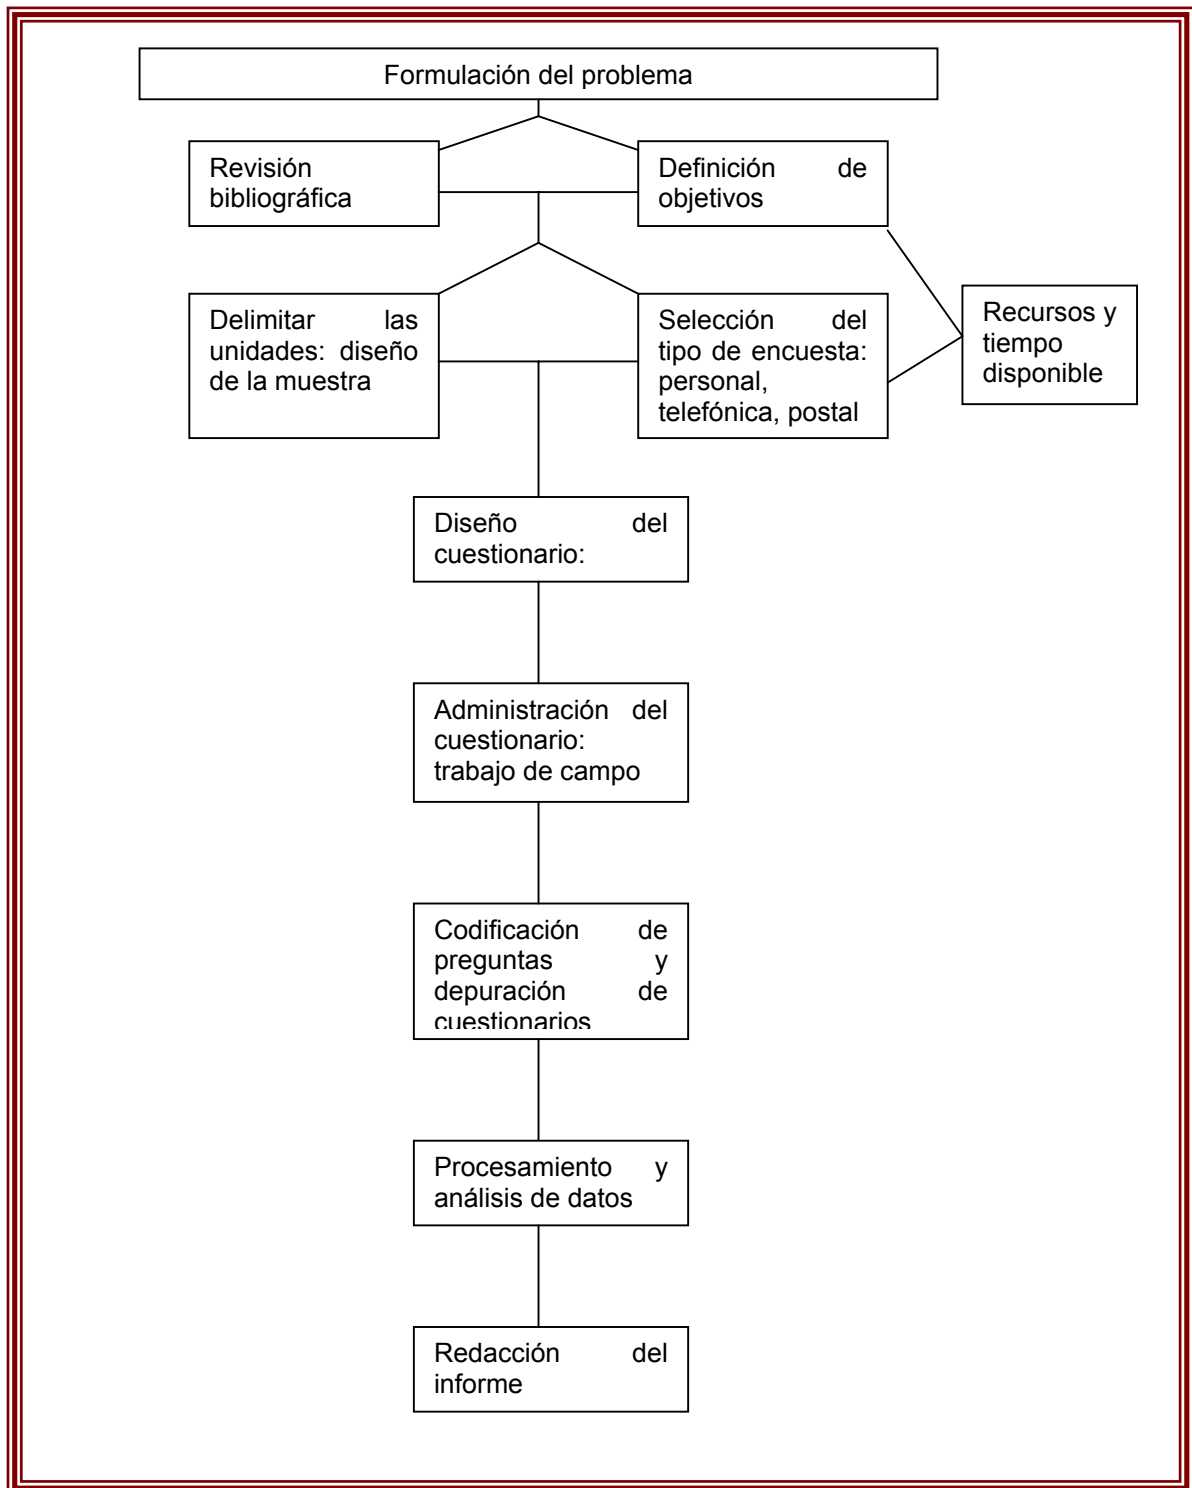 Formulación del problema
Revisión
bibliográfica
Definición de
objetivos
Delimitar las
unidades: diseño
de la muestra
Selección del
tipo de encuesta:
personal,
telefónica, postal
Recursos y
tiempo
disponible
Diseño del
cuestionario:
Administración del
cuestionario:
trabajo de campo
Codificación de
preguntas y
depuración de
cuestionarios
Procesamiento y
análisis de datos
Redacción del
informe